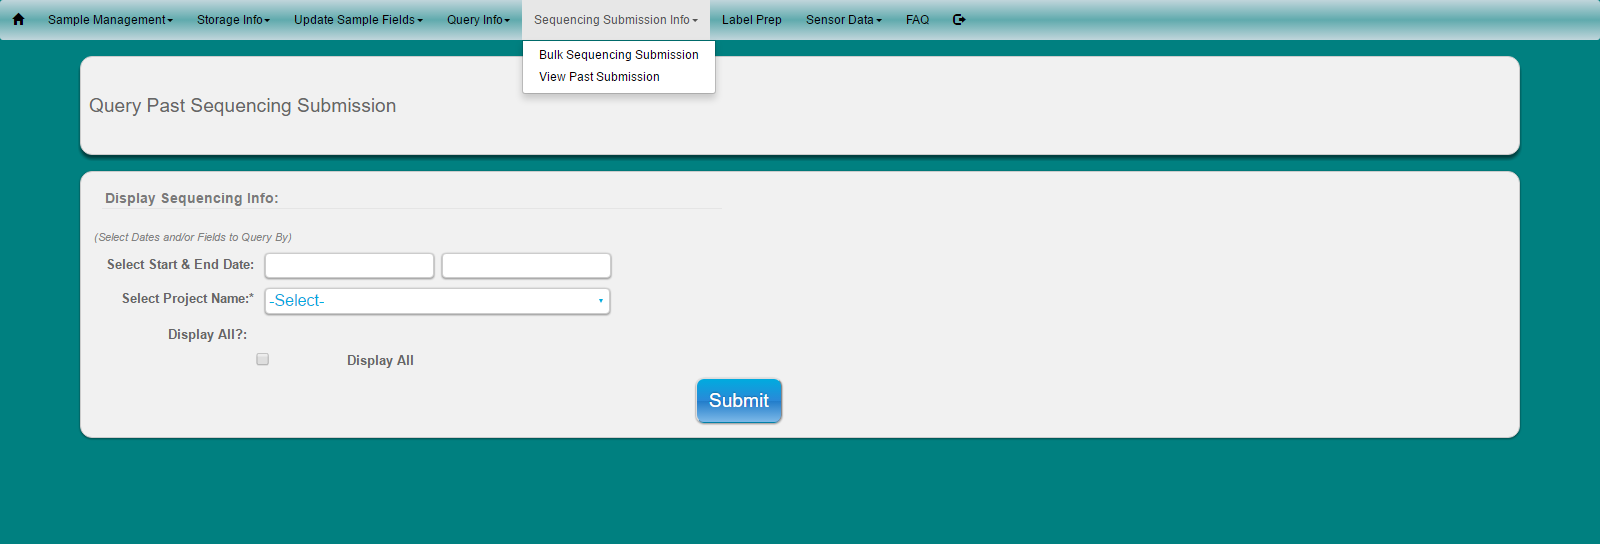 Sample Management Storage Info Update Sample Fields Query Info Sequencing Submission Info Label Prep Sensor Data FAQ
Bulk Sequencing Submission
View Past Submission
Query Past Sequencing Submission
Display Sequencing Info:
(Select Dates and/or Fields to Query By)
Select Start & End Date:
Select Project Name:* -Select-
Display All?:
Display All
Submit